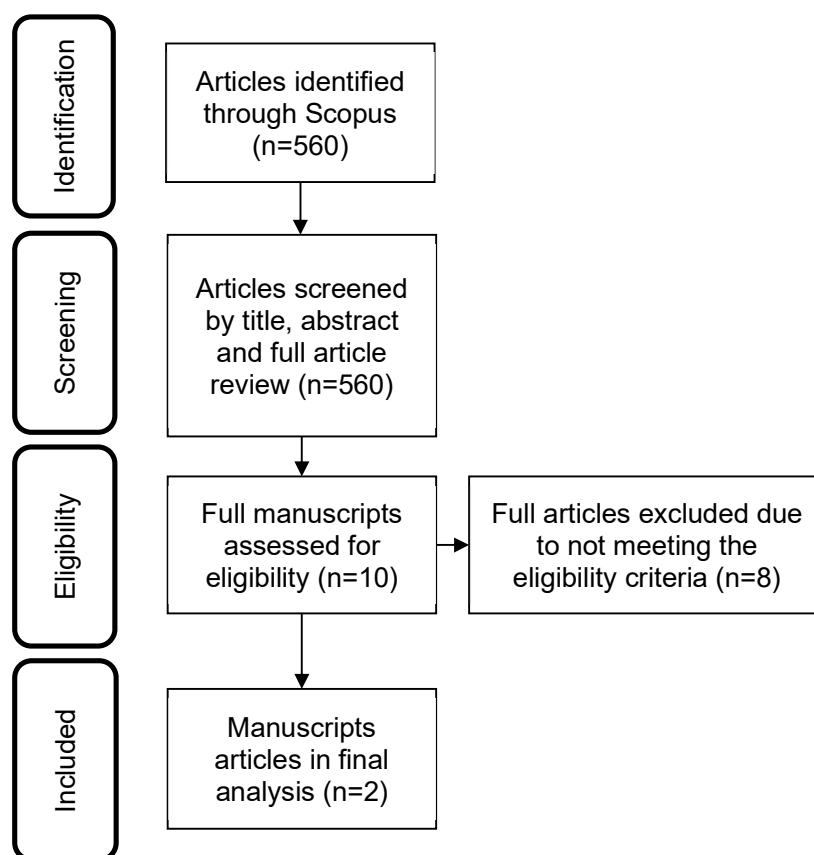 Identification
Articles identified
through Scopus
(n=560)
Screening
Articles screened
by title, abstract
and full article
review (n=560)
Eligibility
Full manuscripts
assessed for
eligibility (n=10)
Full articles excluded due
to not meeting the
eligibility criteria (n=8)
Included
Manuscripts
articles in final
analysis (n=2)